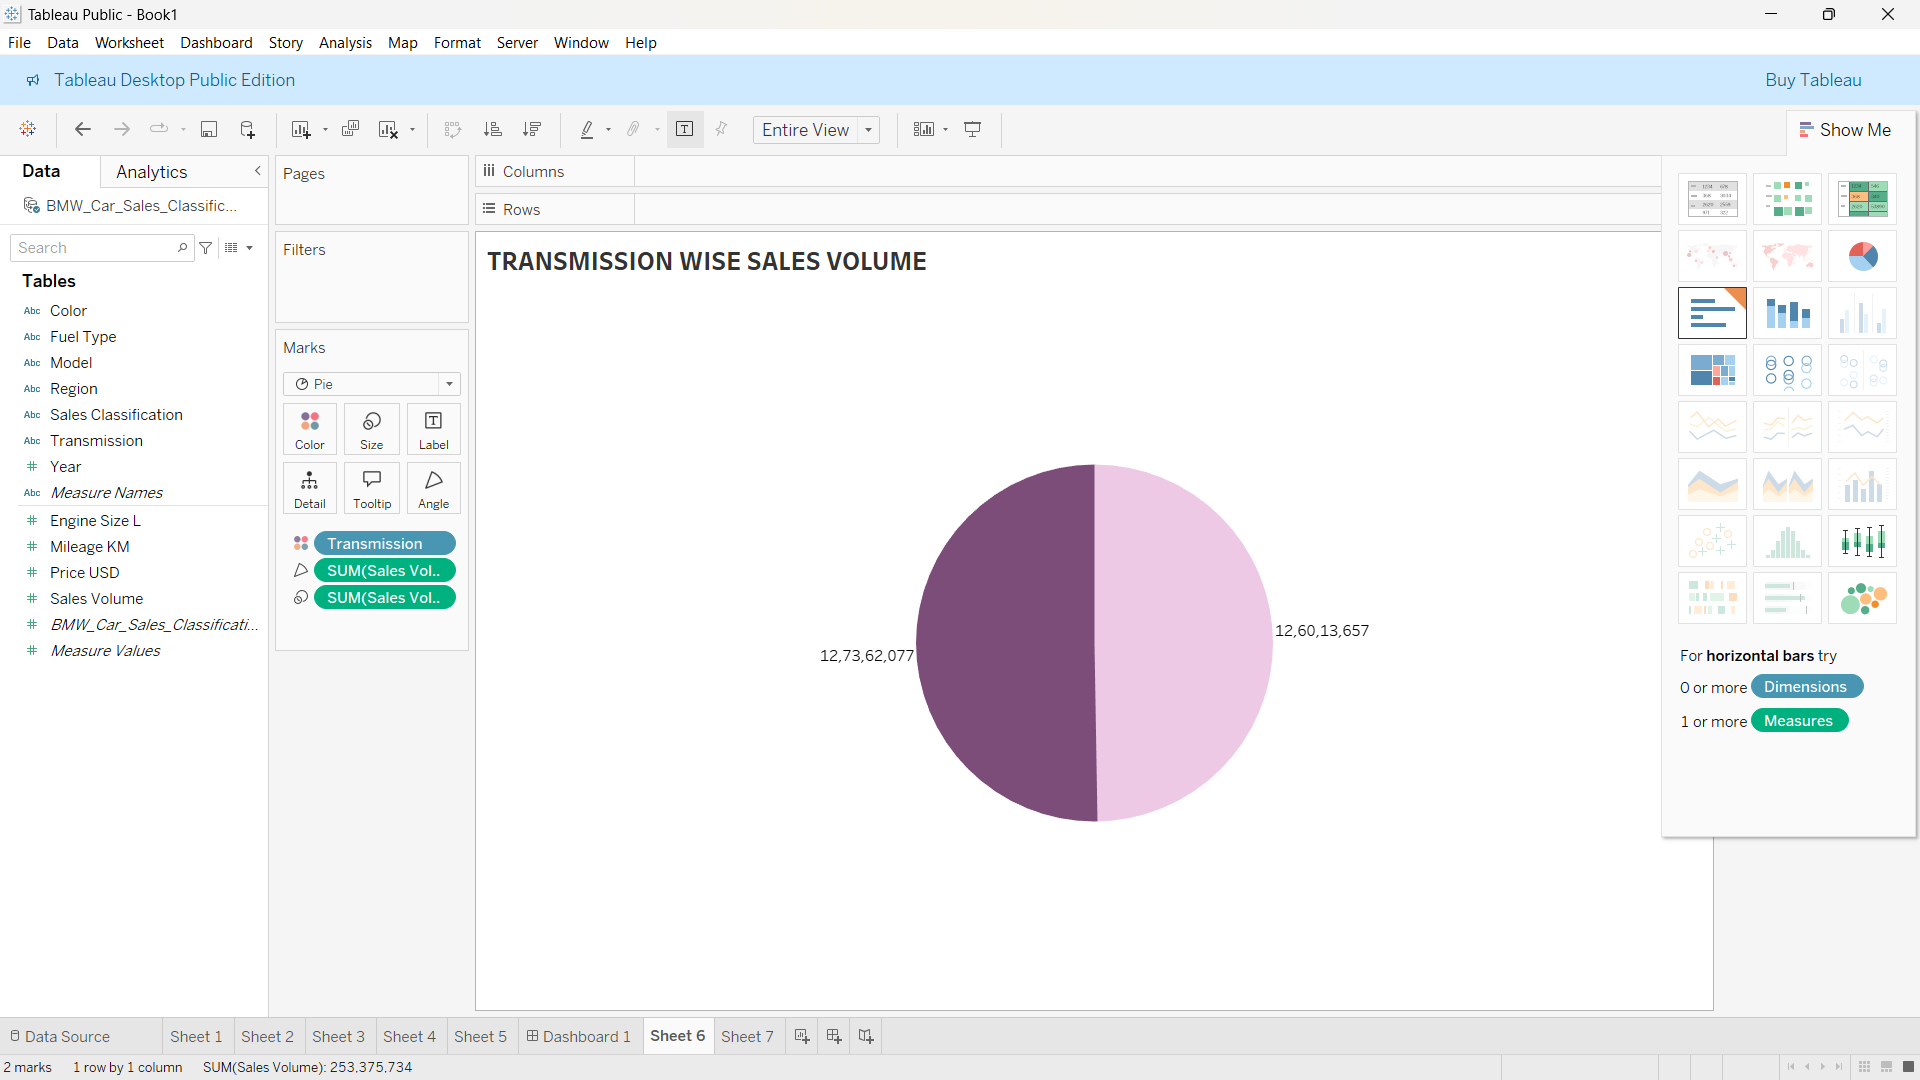 Tableau Public - Book1
File Data Worksheet Dashboard Story Analysis Map Format Server Window Help
Tableau Desktop Public Edition
Buy Tableau
Entire View
Show Me
Data
Analytics
BMW_Car_Sales_Classific...
Search
Tables
Abc Color
Abc Fuel Type
Abc Model
Abc Region
Abc Sales Classification
Abc Transmission
# Year
Abc Measure Names
# Engine Size L
# Mileage KM
# Price USD
# Sales Volume
# BMW_Car_Sales_Classificati...
# Measure Values
Pages
Filters
Marks
Pie
Color
Size
Label
Detail
Tooltip
Angle
Transmission
SUM(Sales Vol..
SUM(Sales Vol..
Columns
Rows
TRANSMISSION WISE SALES VOLUME
12,60,13,657
12,73,62,077
For horizontal bars try
0 or more Dimensions
1 or more Measures
Data Source
Sheet 1
Sheet 2
Sheet 3
Sheet 4
Sheet 5
Dashboard 1
Sheet 6
Sheet 7
2 marks
1 row by 1 column
SUM(Sales Volume): 253,375,734